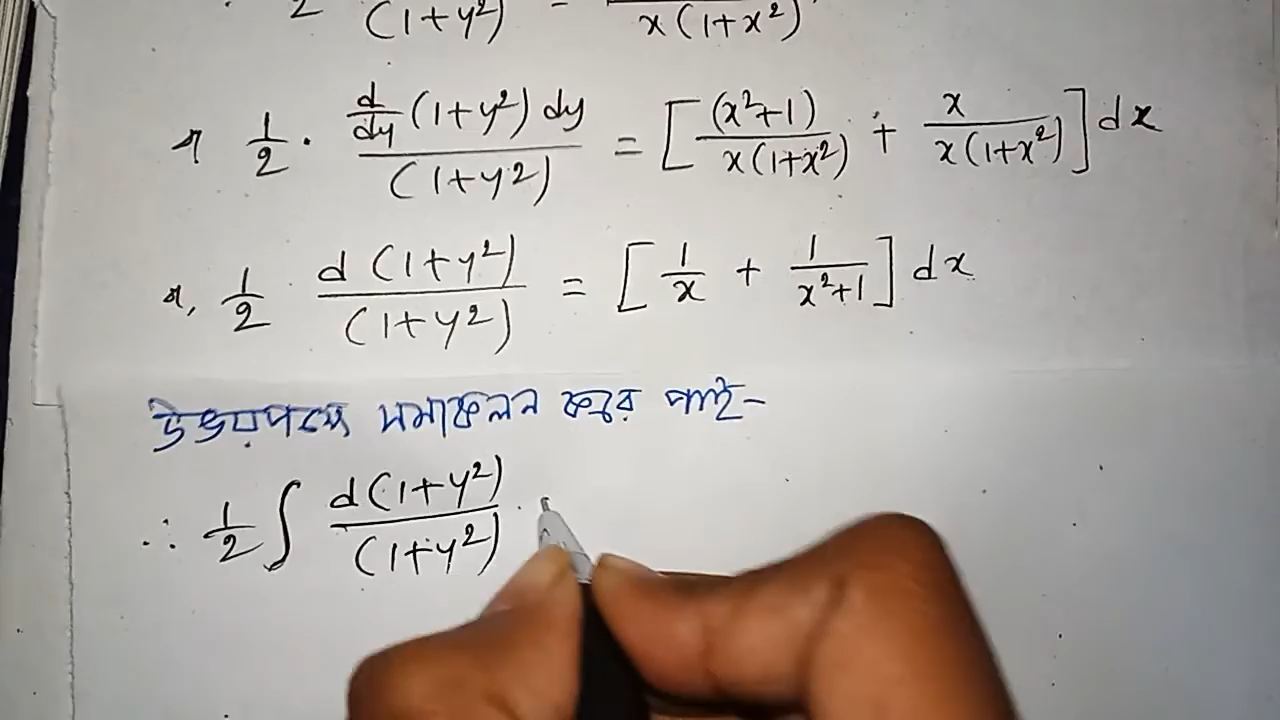 2 (1+y²) = x(1+x²)
বা 1/2 · d/dy (1+y²) dy / (1+y²) = [(x²+1) / x(1+x²) + x / x(1+x²)] dx
বা, 1/2 d(1+y²) / (1+y²) = [1/x + 1/(x²+1)] dx
উভয়পক্ষে সমাকলন করে পাই-
∴ 1/2 ∫ d(1+y²) / (1+y²)